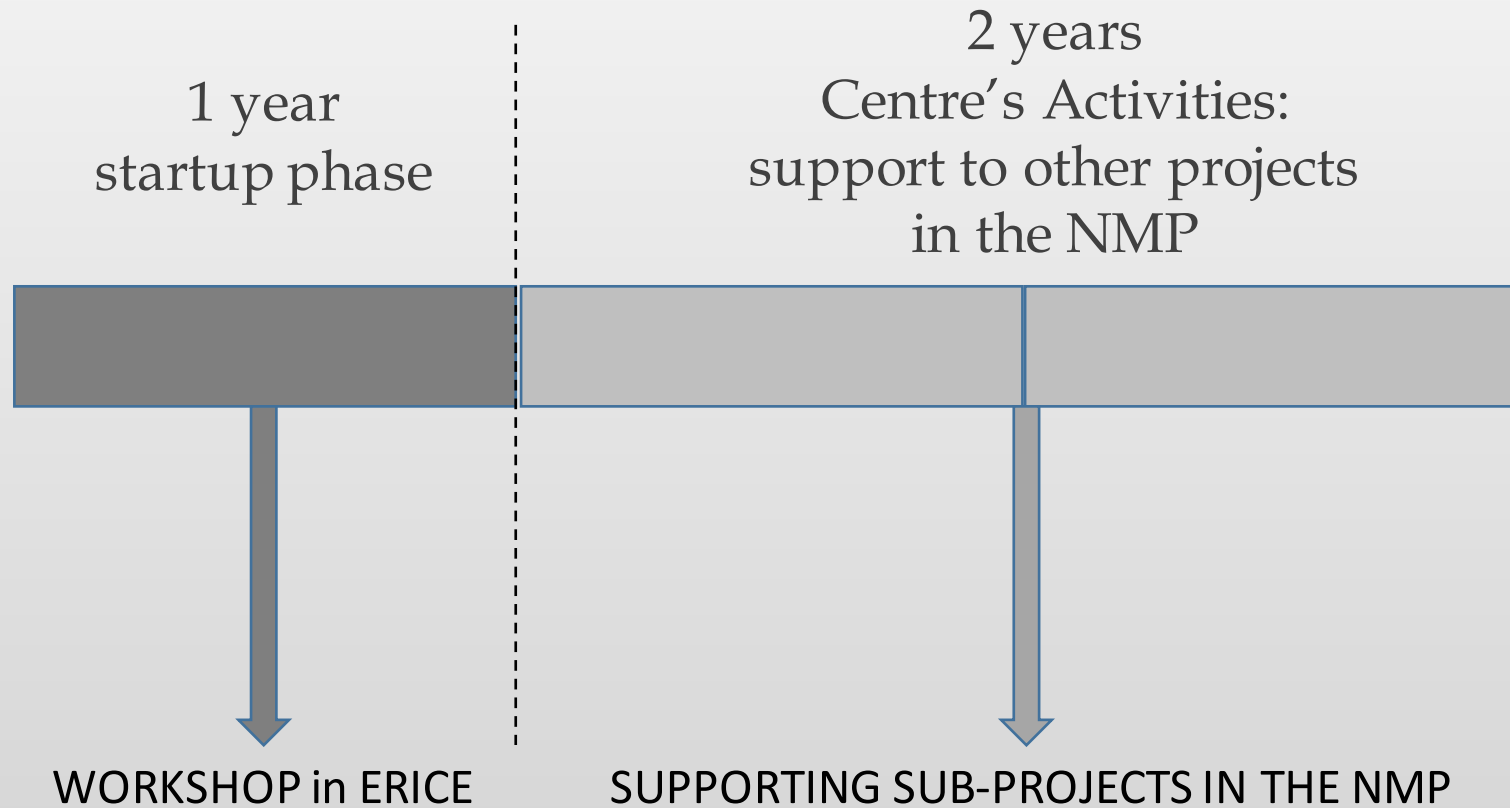 1 year
startup phase
2 years
Centre’s Activities:
support to other projects
in the NMP
WORKSHOP in ERICE
SUPPORTING SUB-PROJECTS IN THE NMP